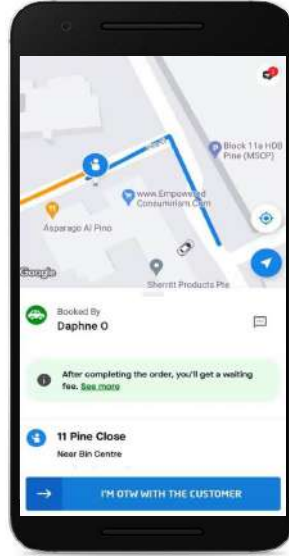 Block 11a HDB
Pine (MSCP)
www.Empowered
Consumrism.Com
Asparago Al Pino
Google
Sherritt Products Pte
Booked By
Daphne O
After completing the order, you'll get a waiting
fee. See more
11 Pine Close
Near Bin Centre
I'M OTW WITH THE CUSTOMER